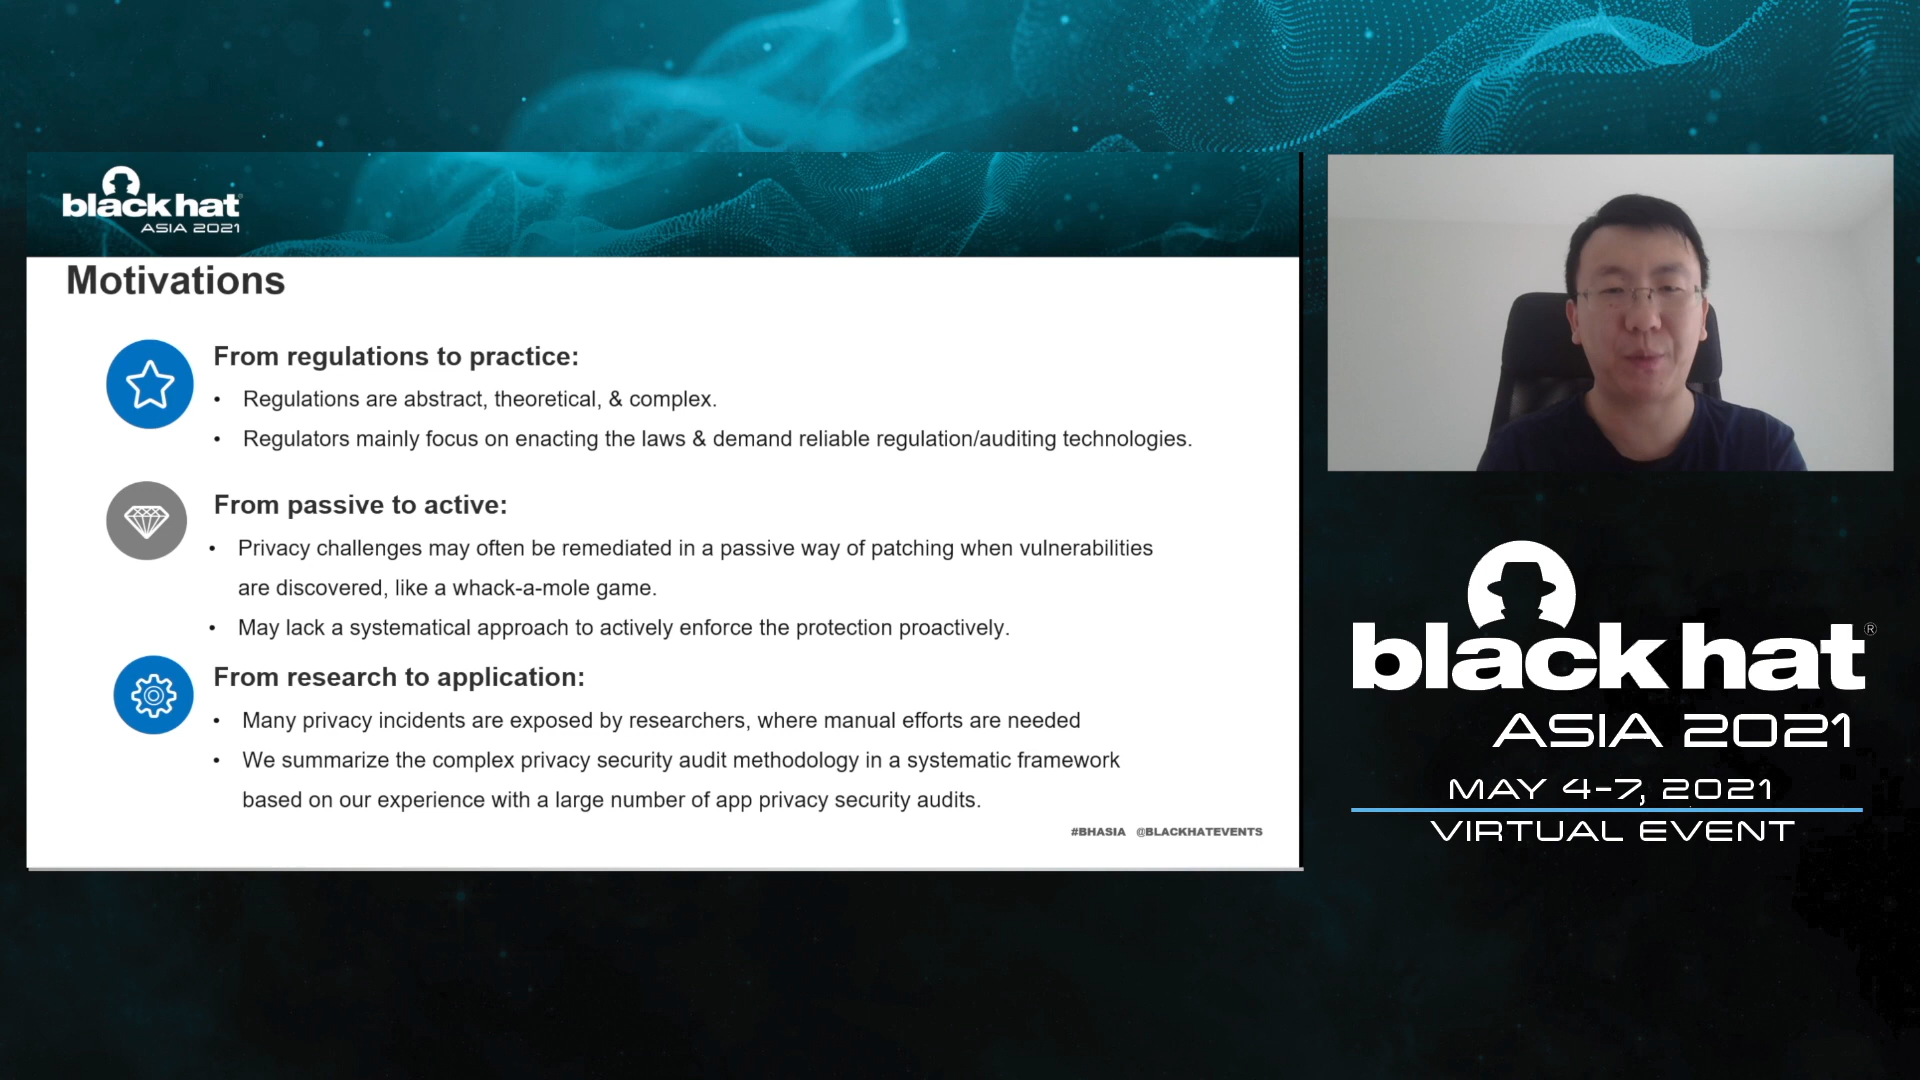 black hat®
ASIA 2021
Motivations
From regulations to practice:
• Regulations are abstract, theoretical, & complex.
• Regulators mainly focus on enacting the laws & demand reliable regulation/auditing technologies.
From passive to active:
• Privacy challenges may often be remediated in a passive way of patching when vulnerabilities
are discovered, like a whack-a-mole game.
• May lack a systematical approach to actively enforce the protection proactively.
From research to application:
• Many privacy incidents are exposed by researchers, where manual efforts are needed
• We summarize the complex privacy security audit methodology in a systematic framework
based on our experience with a large number of app privacy security audits.
#BHASIA @BLACKHATEVENTS
black hat®
ASIA 2021
MAY 4-7, 2021
VIRTUAL EVENT